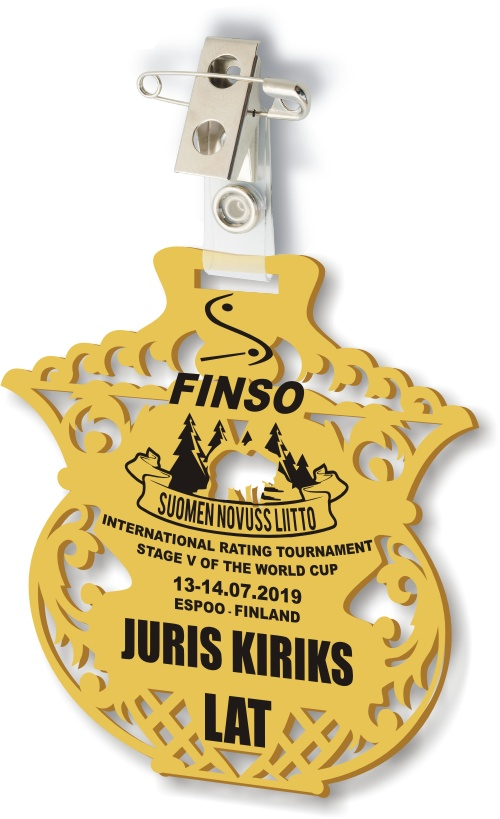 FINSO
SUOMEN NOVUSS LIITTO
INTERNATIONAL RATING TOURNAMENT
STAGE V OF THE WORLD CUP
13-14.07.2019
ESPOO - FINLAND
JURIS KIRIKS
LAT